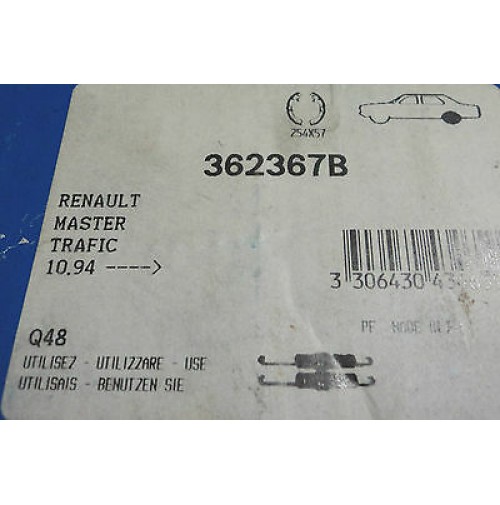 254X57
362367B
RENAULT
MASTER
TRAFIC
10.94 ---->
3 306430
Q48
UTILISEZ - UTILIZZARE - USE
UTILISAIS - BENUTZEN SIE